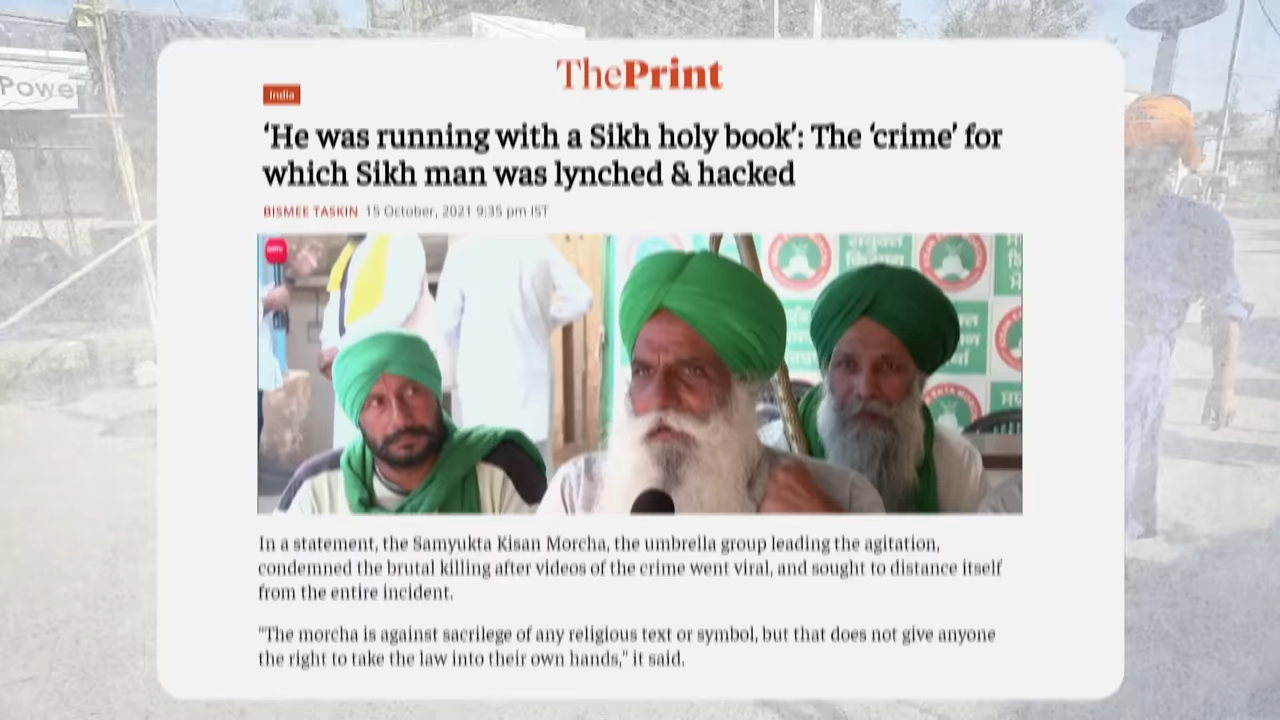 Power
ThePrint
India
‘He was running with a Sikh holy book’: The ‘crime’ for
which Sikh man was lynched & hacked
BISMEE TASKIN 15 October, 2021 9:35 pm IST
संयुक्त
किसान
In a statement, the Samyukta Kisan Morcha, the umbrella group leading the agitation,
condemned the brutal killing after videos of the crime went viral, and sought to distance itself
from the entire incident.
"The morcha is against sacrilege of any religious text or symbol, but that does not give anyone
the right to take the law into their own hands," it said.